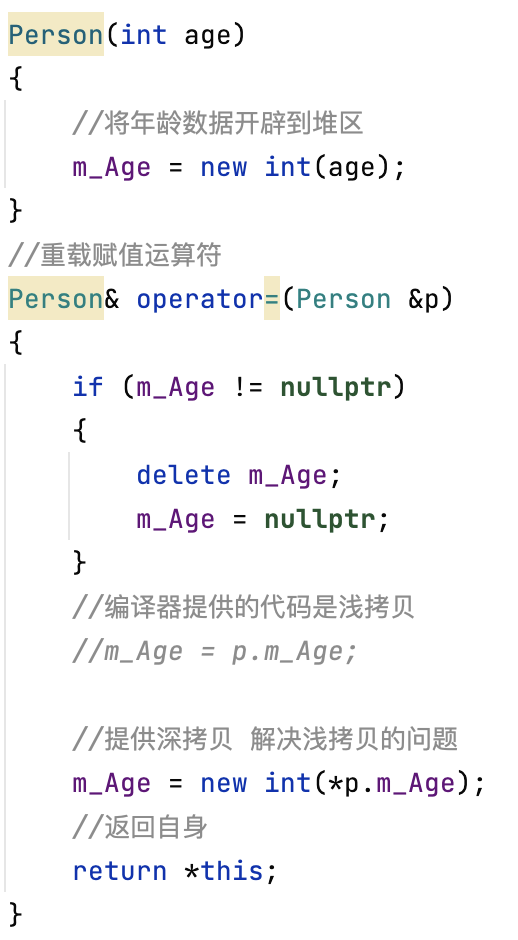 Person(int age)
{
    //将年龄数据开辟到堆区
    m_Age = new int(age);
}
//重载赋值运算符
Person& operator=(Person &p)
{
    if (m_Age != nullptr)
    {
        delete m_Age;
        m_Age = nullptr;
    }
    //编译器提供的代码是浅拷贝
    //m_Age = p.m_Age;

    //提供深拷贝 解决浅拷贝的问题
    m_Age = new int(*p.m_Age);
    //返回自身
    return *this;
}